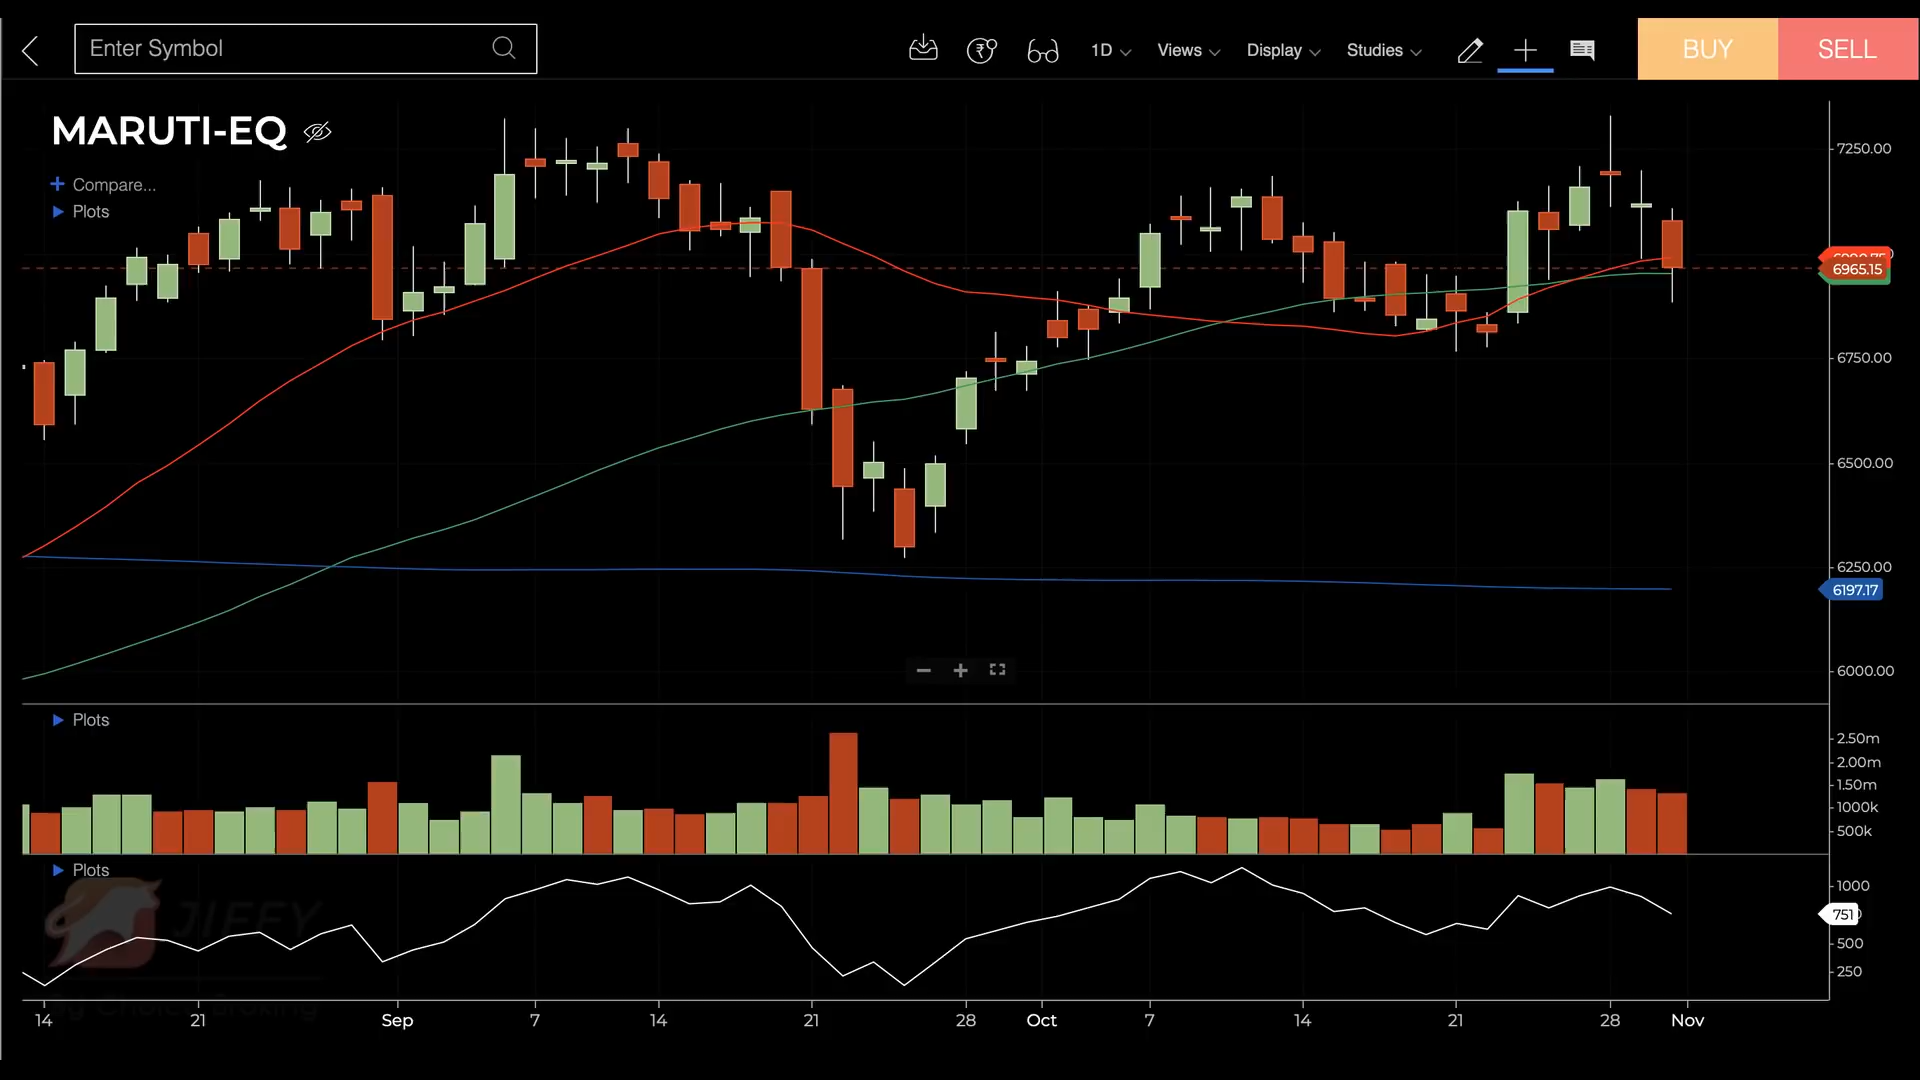 Enter Symbol
1D Views Display Studies
BUY SELL
MARUTI-EQ
Compare...
Plots
7250.00
6965.15
6750.00
6500.00
6250.00
6197.17
6000.00
Plots
2.50m
2.00m
1.50m
1000k
500k
Plots
JIFFY
1000
751
500
250
14 21 Sep 7 14 21 28 Oct 7 14 21 28 Nov